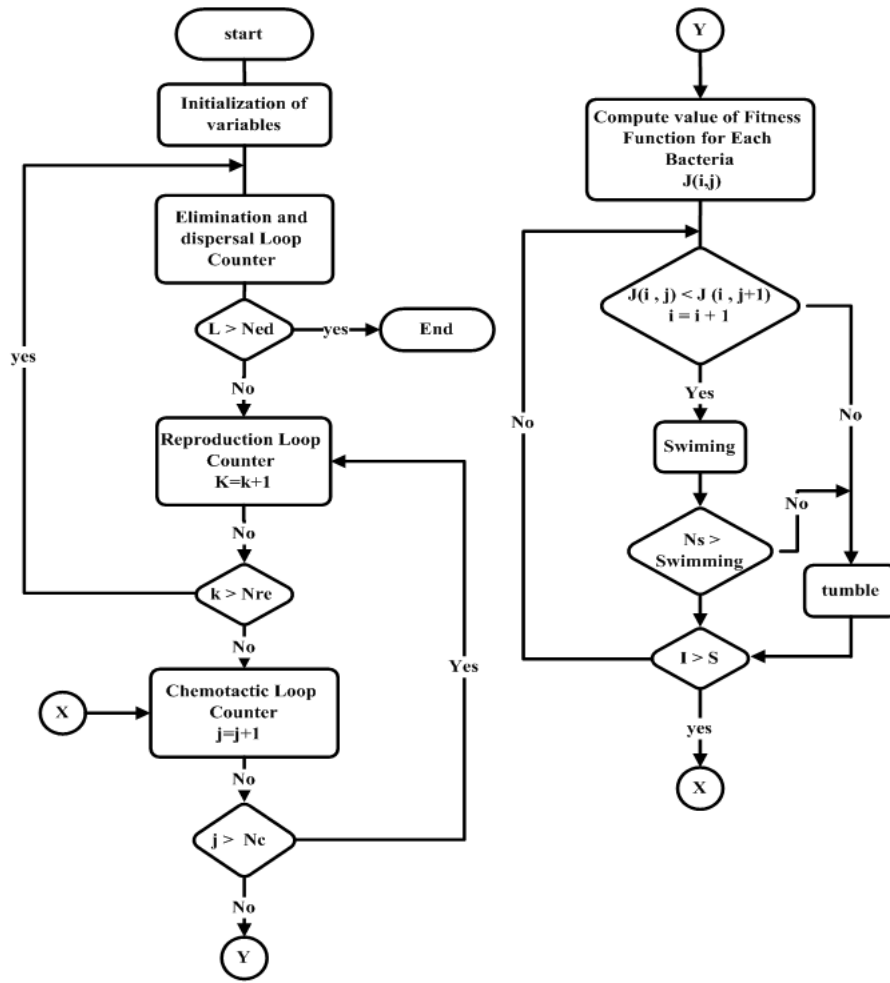 start
Initialization of
variables
Elimination and
dispersal Loop
Counter
L > Ned
yes
End
No
Reproduction Loop
Counter
K=k+1
No
k > Nre
yes
No
Chemotactic Loop
Counter
j=j+1
X
No
j > Nc
Yes
No
Y
Y
Compute value of Fitness
Function for Each
Bacteria
J(i,j)
J(i , j) < J (i , j+1)
i = i + 1
Yes
No
Swiming
Ns >
Swimming
No
tumble
I > S
No
yes
X